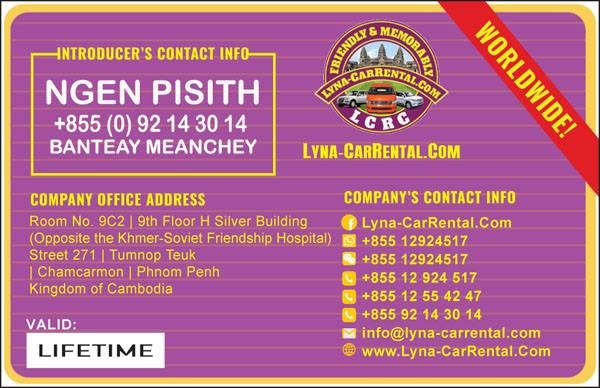 INTRODUCER'S CONTACT INFO
NGEN PISITH
+855 (0) 92 14 30 14
BANTEAY MEANCHEY
FRIENDLY & MEMORABLY
LYNA-CARRENTAL.COM
LCRC
LYNA-CARRENTAL.COM
WORLDWIDE!
COMPANY OFFICE ADDRESS
Room No. 9C2 | 9th Floor H Silver Building
(Opposite the Khmer-Soviet Friendship Hospital)
Street 271 | Tumnop Teuk
| Chamcarmon | Phnom Penh
Kingdom of Cambodia
VALID:
LIFETIME
COMPANY'S CONTACT INFO
Lyna-CarRental.Com
+855 12924517
+855 12924517
+855 12 924 517
+855 12 55 42 47
+855 92 14 30 14
info@lyna-carrental.com
www.Lyna-CarRental.Com